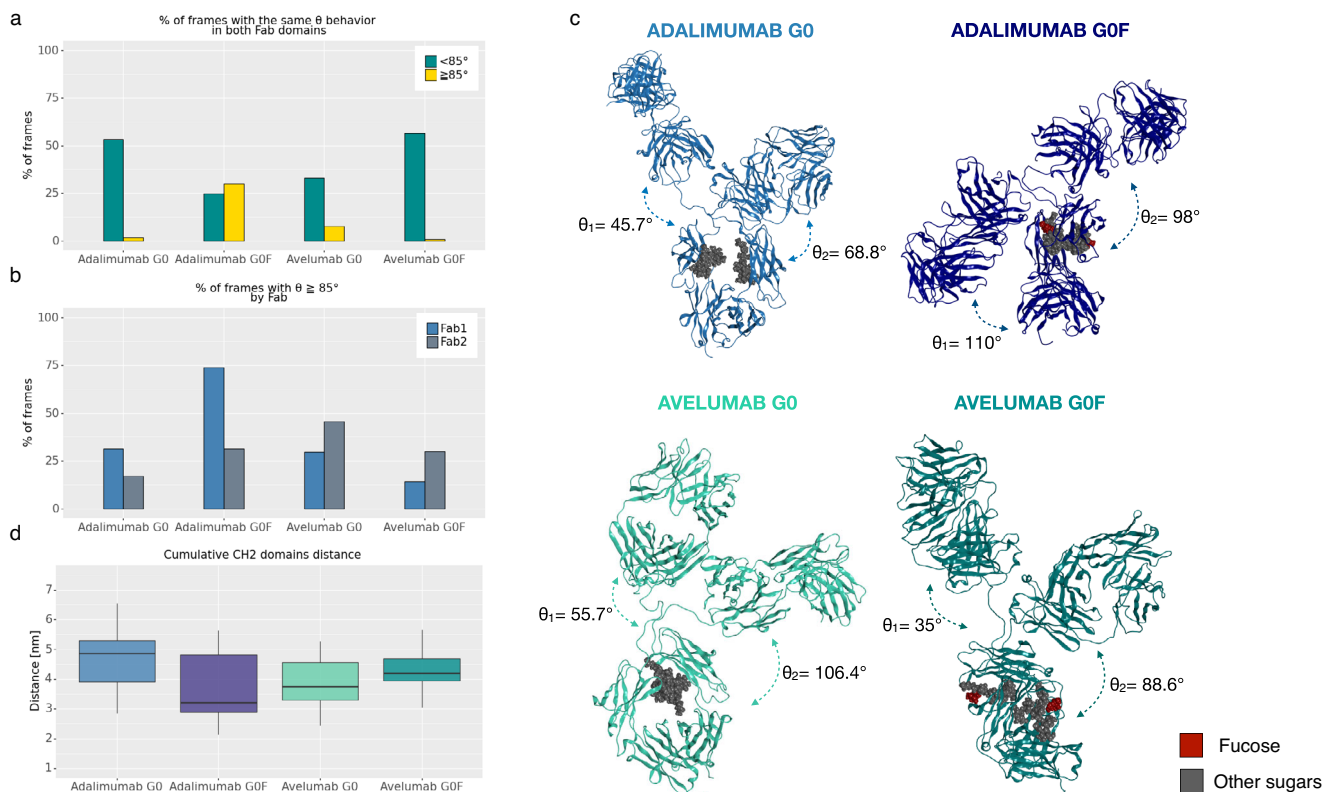 a
% of frames with the same θ behavior
in both Fab domains
100
75
50
25
0
% of frames
<85°
≧85°
Adalimumab G0
Adalimumab G0F
Avelumab G0
Avelumab G0F
b
% of frames with θ ≧ 85°
by Fab
100
75
50
25
0
% of frames
Fab1
Fab2
Adalimumab G0
Adalimumab G0F
Avelumab G0
Avelumab G0F
d
Cumulative CH2 domains distance
7
6
5
4
3
2
1
Distance [nm]
Adalimumab G0
Adalimumab G0F
Avelumab G0
Avelumab G0F
c
ADALIMUMAB G0
θ1= 45.7°
θ2= 68.8°
ADALIMUMAB G0F
θ2= 98°
θ1= 110°
AVELUMAB G0
θ1= 55.7°
θ2= 106.4°
AVELUMAB G0F
θ1= 35°
θ2= 88.6°
Fucose
Other sugars